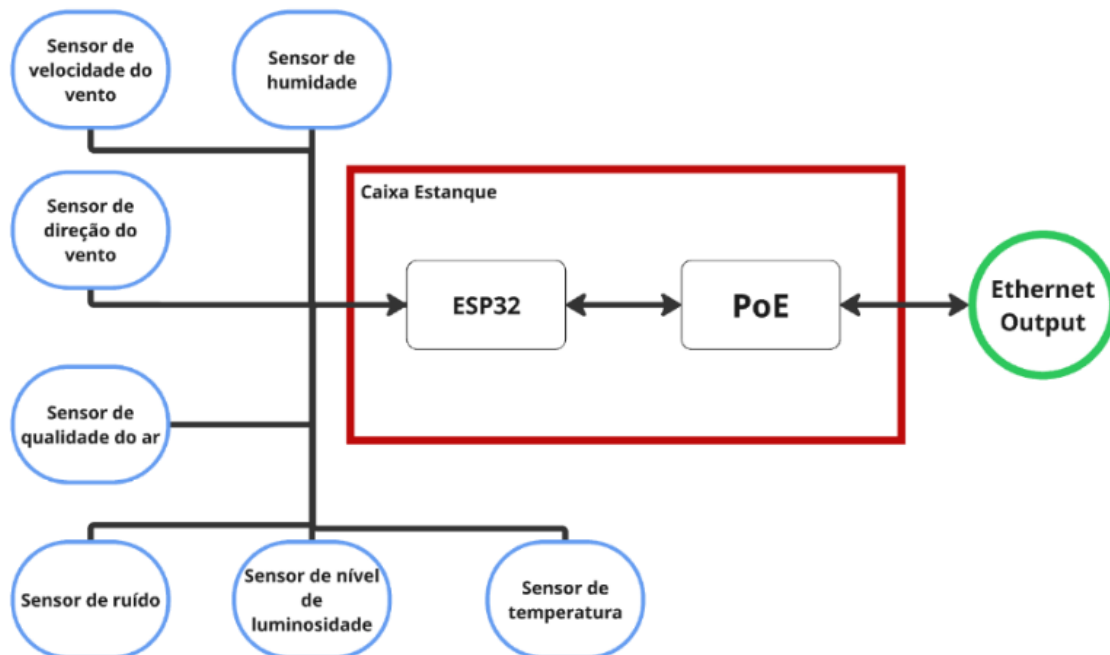 Sensor de
velocidade do
vento
Sensor de
humidade
Sensor de
direção do
vento
Caixa Estanque
ESP32
PoE
Ethernet
Output
Sensor de
qualidade do ar
Sensor de ruído
Sensor de nível
de
luminosidade
Sensor de
temperatura